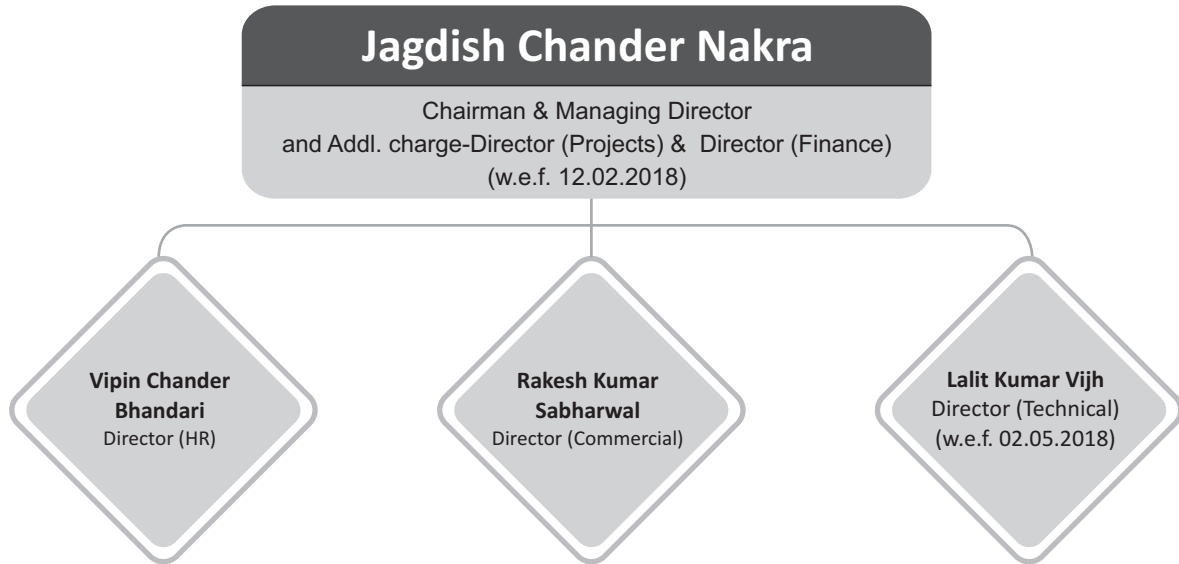 Jagdish Chander Nakra
Chairman & Managing Director
and Addl. charge-Director (Projects) & Director (Finance)
(w.e.f. 12.02.2018)
Vipin Chander
Bhandari
Director (HR)
Rakesh Kumar
Sabharwal
Director (Commercial)
Lalit Kumar Vijh
Director (Technical)
(w.e.f. 02.05.2018)